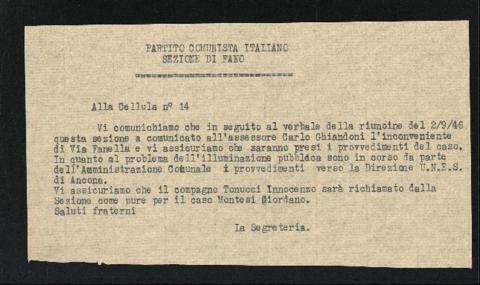 PARTITO COMUNISTA ITALIANO
SEZIONE DI FANO
Alla Cellula n° 14
Vi comunichiamo che in seguito al verbale della riunoine del 2/9/46
questa sezione a comunicato all'assessore Carlo Ghiandoni l'inconveniente
di Via Fanella e vi assicuriamo che saranno presi i provvedimenti del caso.
In quanto al problema dell'illuminazione pubblica sono in corso da parte
dell'Amministrazione Comunale i provvedimenti verso la Direzione U.N.E.S.
di Ancona.
Vi assicuriamo che il compagno Tonucci Innocenzo sarà richiamato dalla
Sezione come pure per il caso Montesi Giordano.
Saluti fraterni
La Segreteria.